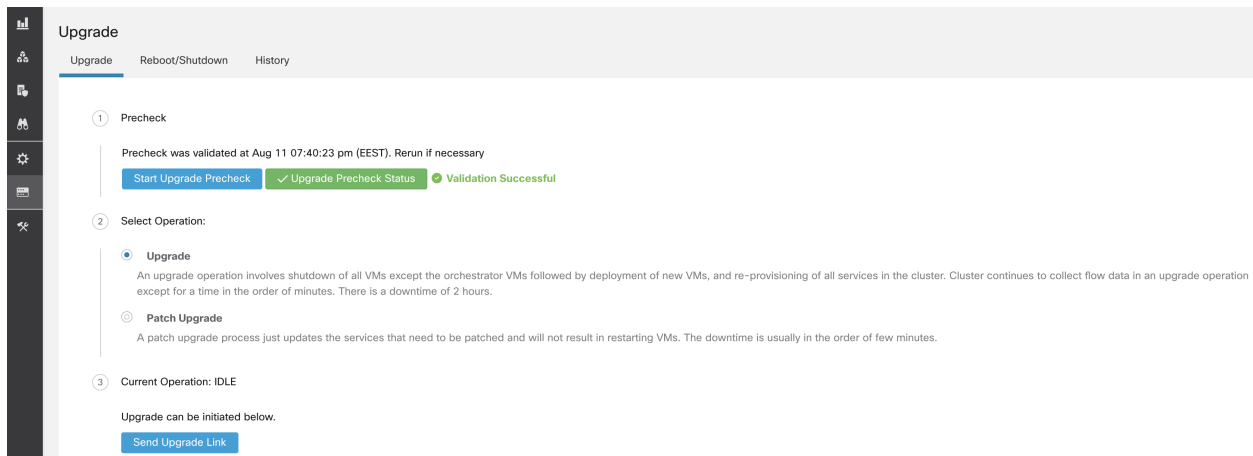 Upgrade
Upgrade Reboot/Shutdown History
1 Precheck
Precheck was validated at Aug 11 07:40:23 pm (EEST). Rerun if necessary
Start Upgrade Precheck Upgrade Precheck Status Validation Successful
2 Select Operation:
Upgrade
An upgrade operation involves shutdown of all VMs except the orchestrator VMs followed by deployment of new VMs, and re-provisioning of all services in the cluster. Cluster continues to collect flow data in an upgrade operation
except for a time in the order of minutes. There is a downtime of 2 hours.
Patch Upgrade
A patch upgrade process just updates the services that need to be patched and will not result in restarting VMs. The downtime is usually in the order of few minutes.
3 Current Operation: IDLE
Upgrade can be initiated below.
Send Upgrade Link